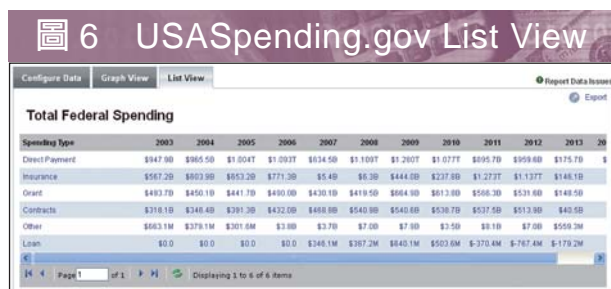 圖 6 USASpending.gov List View
Configure Data Graph View List View Report Data Issues
Export
Total Federal Spending
Spending Type 2003 2004 2005 2006 2007 2008 2009 2010 2011 2012 2013 20
Direct Payment $947.9B $965.5B $1.004T $1.093T $634.5B $1.109T $1.260T $1.077T $895.7B $959.6B $175.7B $
Insurance $567.2B $603.9B $653.2B $771.3B $5.4B $6.3B $444.0B $237.8B $1.273T $1.137T $146.1B
Grant $493.7B $450.1B $441.7B $490.0B $430.1B $419.5B $664.9B $613.8B $566.3B $531.6B $148.5B
Contracts $318.1B $346.4B $391.3B $432.0B $468.9B $540.9B $540.6B $538.7B $537.5B $513.9B $40.5B
Other $663.1M $379.1M $301.6M $3.8B $3.7B $7.0B $7.9B $3.5B $8.1B $7.0B $559.3M
Loan $0.0 $0.0 $0.0 $0.0 $346.1M $367.2M $640.1M $503.6M $-370.4M $-767.4M $-179.2M
Page 1 of 1 Displaying 1 to 6 of 6 items